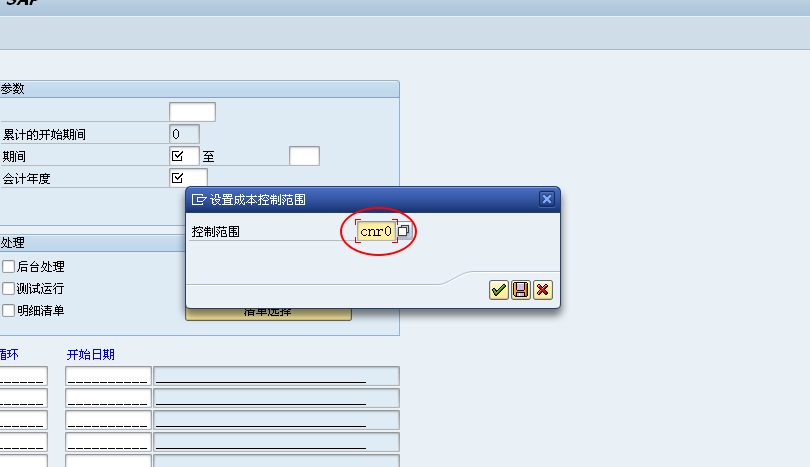 SAP
参数
累计的开始期间 0
期间 至
会计年度
设置成本控制范围
控制范围 cnr0
处理
后台处理
测试运行
明细清单
清单选择
循环 开始日期